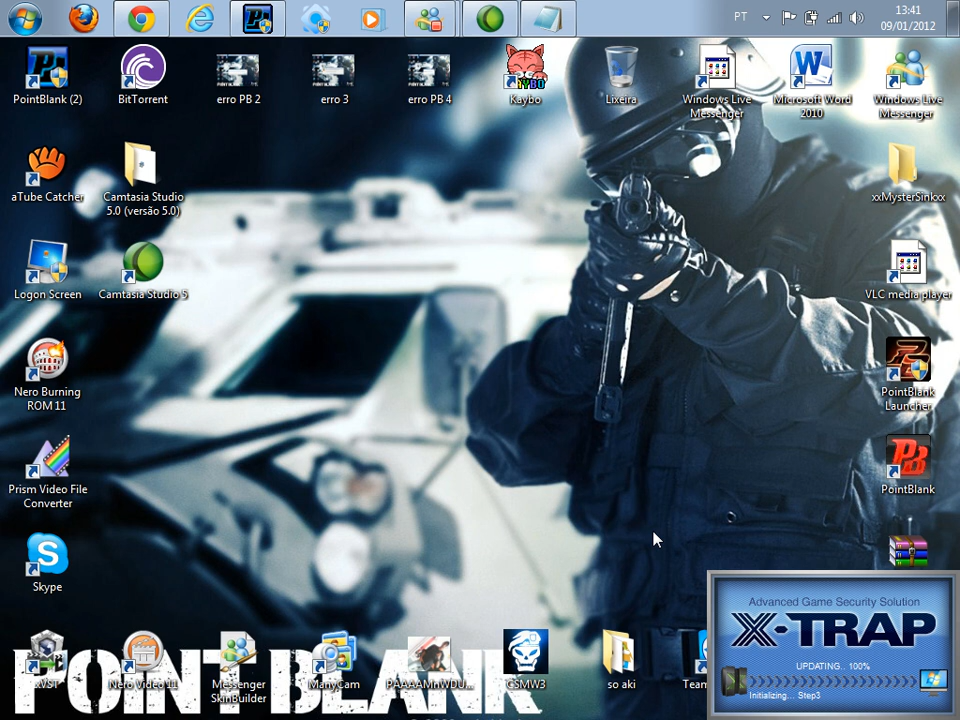 PT
13:41
09/01/2012
PointBlank (2)
BitTorrent
erro PB 2
erro 3
erro PB 4
KAYBO
Kaybo
Lixeira
Windows Live
Messenger
Microsoft Word
2010
Windows Live
Messenger
aTube Catcher
Camtasia Studio
5.0 (versão 5.0)
xxMysterSinkxx
Logon Screen
Camtasia Studio 5
VLC media player
Nero Burning
ROM 11
PointBlank
Launcher
Prism Video File
Converter
PointBlank
Skype
Advanced Game Security Solution
X-TRAP
UPDATING.. 100%
Initializing... Step3
POINT BLANK
Nero Video 11
Messenger
SkinBuilder
ManyCam
CSMW3
so aki